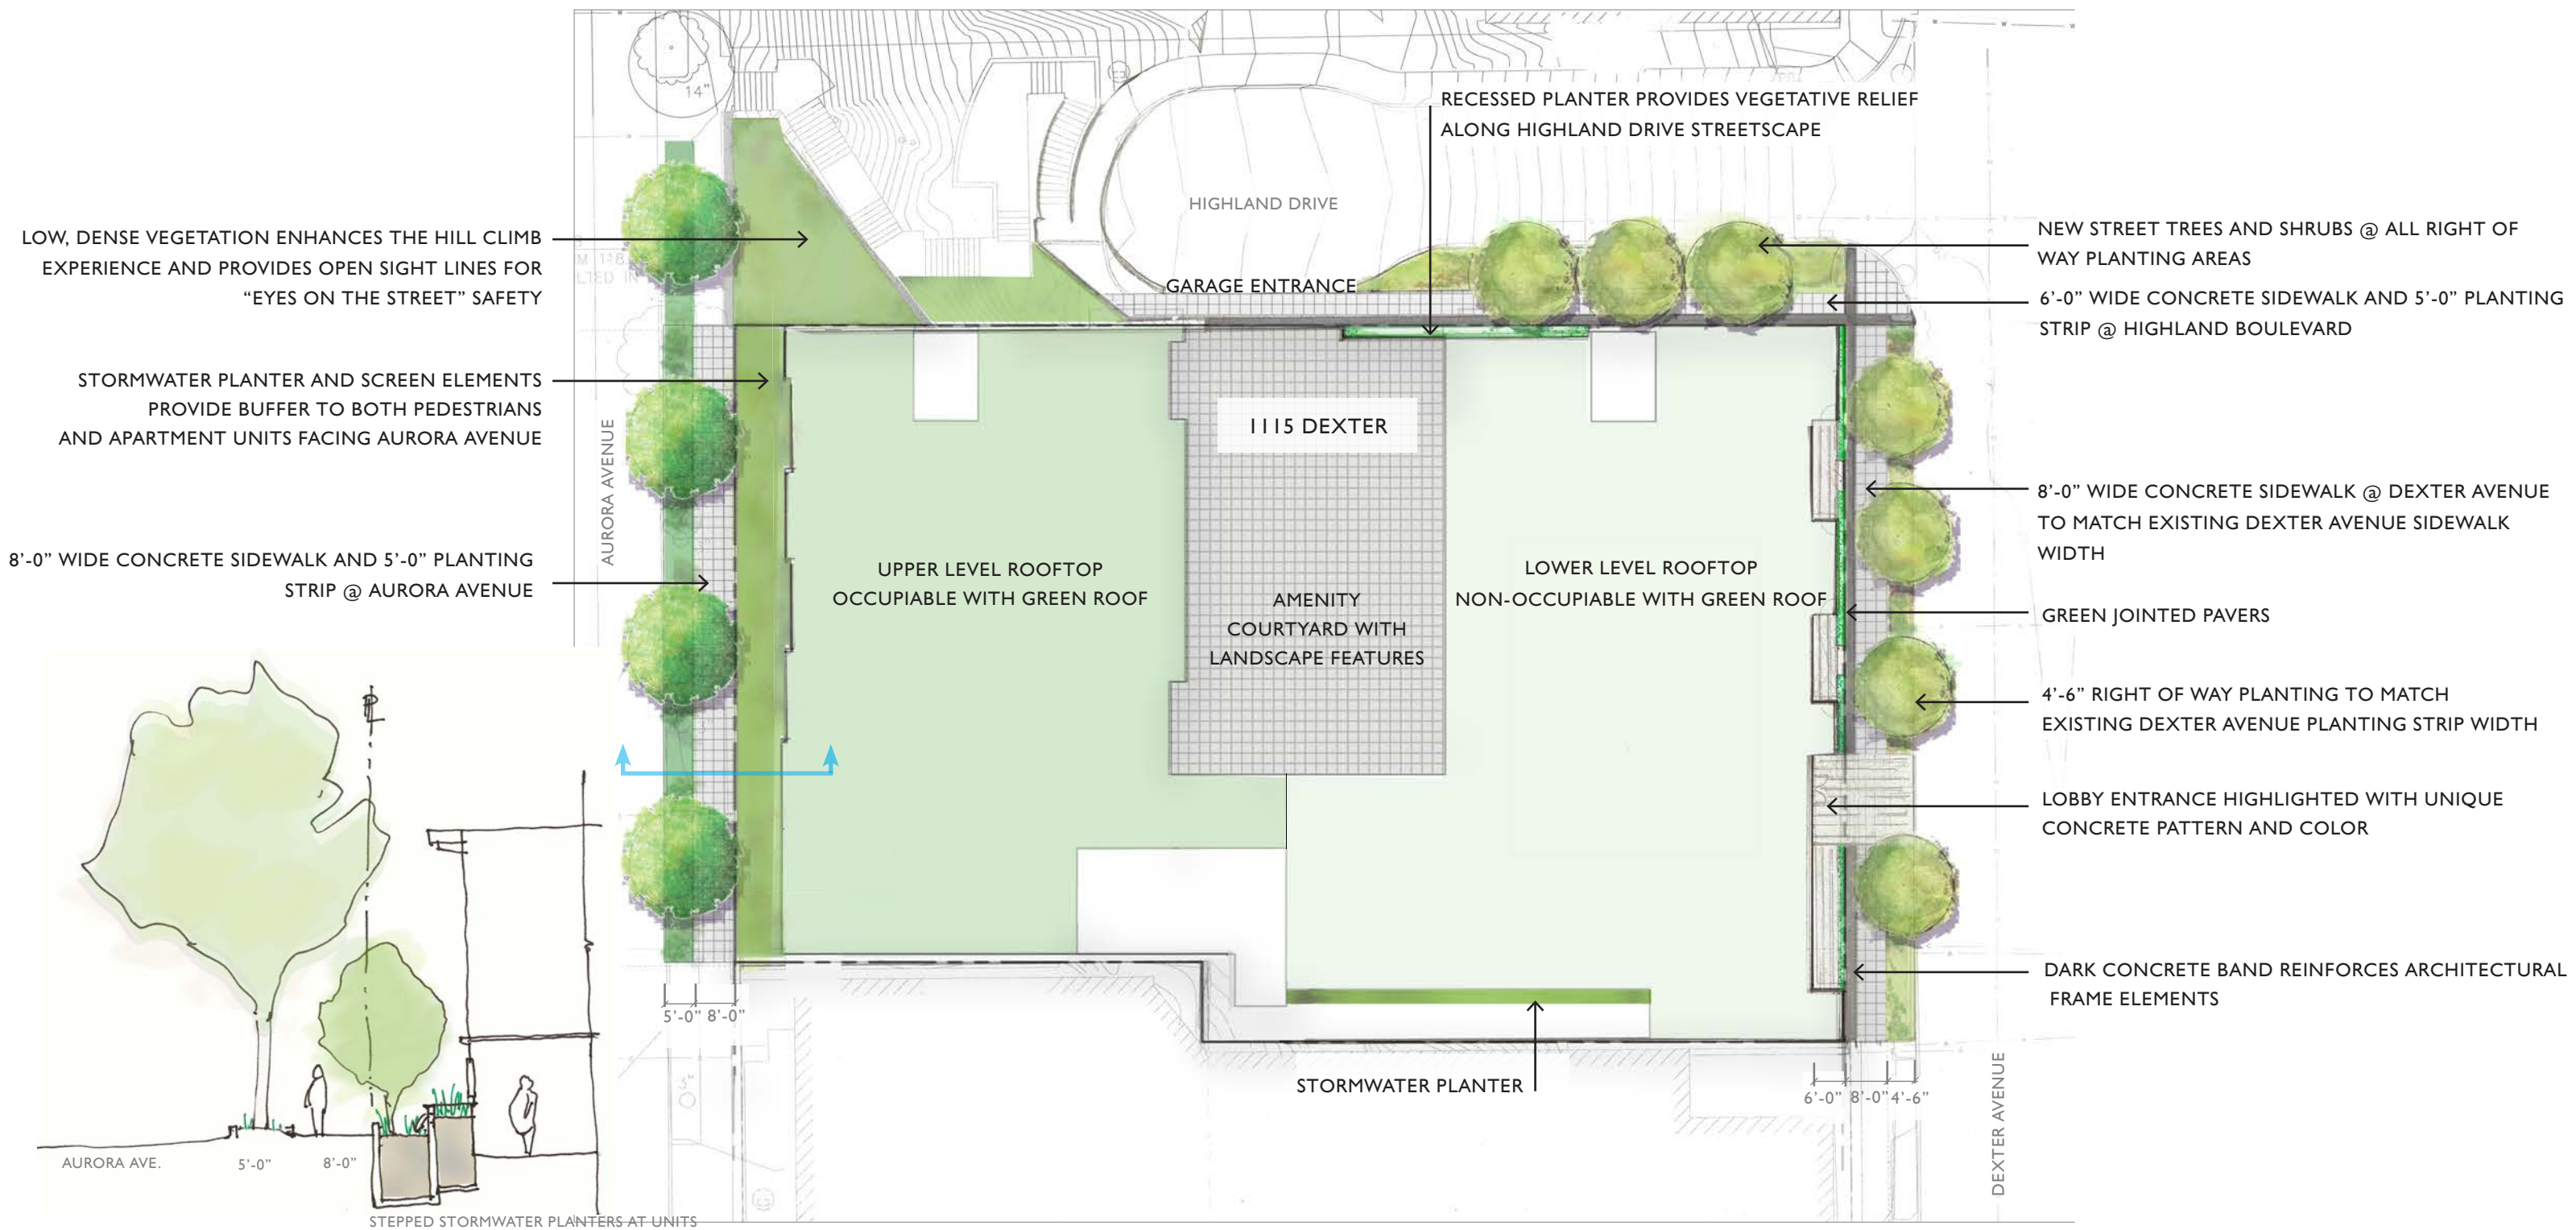 14”
RECESSED PLANTER PROVIDES VEGETATIVE RELIEF
ALONG HIGHLAND DRIVE STREETSCAPE
HIGHLAND DRIVE
GARAGE ENTRANCE
LOW, DENSE VEGETATION ENHANCES THE HILL CLIMB
EXPERIENCE AND PROVIDES OPEN SIGHT LINES FOR
“EYES ON THE STREET” SAFETY
STORMWATER PLANTER AND SCREEN ELEMENTS
PROVIDE BUFFER TO BOTH PEDESTRIANS
AND APARTMENT UNITS FACING AURORA AVENUE
8’-0” WIDE CONCRETE SIDEWALK AND 5’-0” PLANTING
STRIP @ AURORA AVENUE
AURORA AVENUE
1115 DEXTER
UPPER LEVEL ROOFTOP
OCCUPIABLE WITH GREEN ROOF
AMENITY
COURTYARD WITH
LANDSCAPE FEATURES
LOWER LEVEL ROOFTOP
NON-OCCUPIABLE WITH GREEN ROOF
NEW STREET TREES AND SHRUBS @ ALL RIGHT OF
WAY PLANTING AREAS
6’-0” WIDE CONCRETE SIDEWALK AND 5’-0” PLANTING
STRIP @ HIGHLAND BOULEVARD
8’-0” WIDE CONCRETE SIDEWALK @ DEXTER AVENUE
TO MATCH EXISTING DEXTER AVENUE SIDEWALK
WIDTH
GREEN JOINTED PAVERS
4’-6” RIGHT OF WAY PLANTING TO MATCH
EXISTING DEXTER AVENUE PLANTING STRIP WIDTH
LOBBY ENTRANCE HIGHLIGHTED WITH UNIQUE
CONCRETE PATTERN AND COLOR
DARK CONCRETE BAND REINFORCES ARCHITECTURAL
FRAME ELEMENTS
5’-0” 8’-0”
STORMWATER PLANTER
6’-0” 8’-0” 4’-6”
DEXTER AVENUE
PL
AURORA AVE. 5’-0” 8’-0”
STEPPED STORMWATER PLANTERS AT UNITS